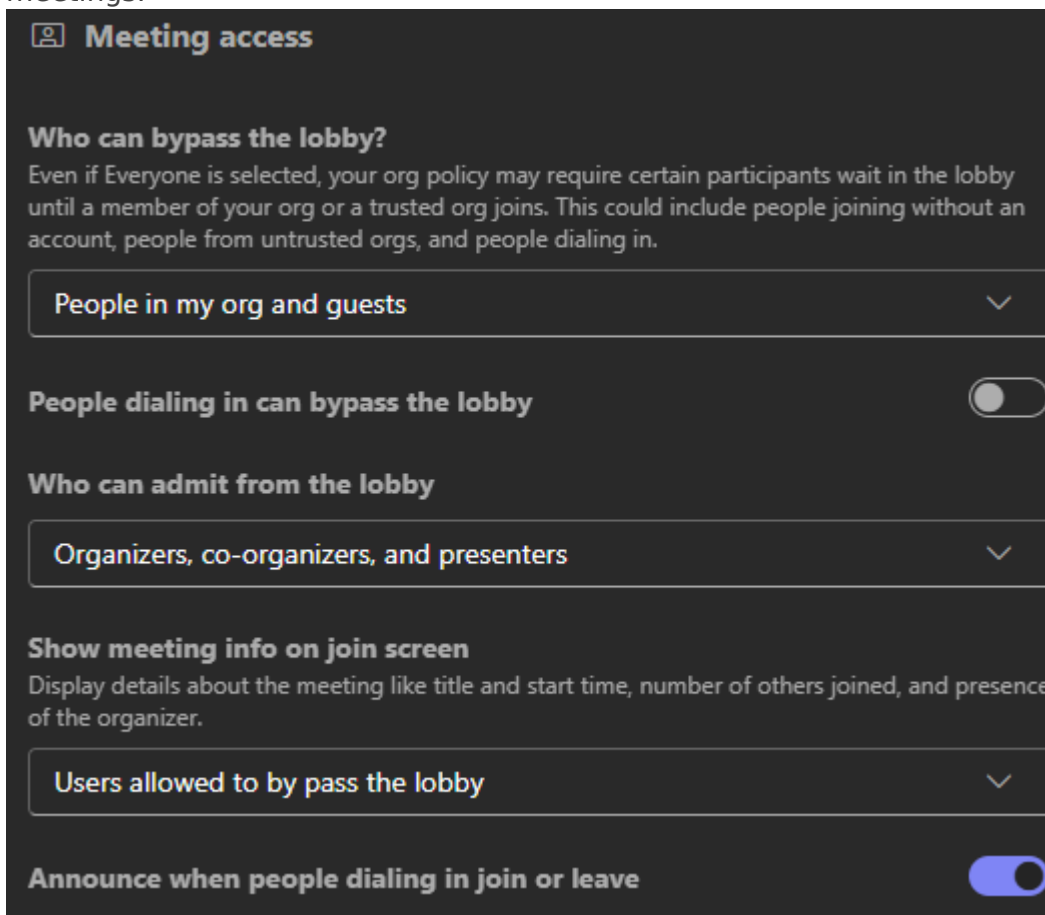 meetings.
Meeting access
Who can bypass the lobby?
Even if Everyone is selected, your org policy may require certain participants wait in the lobby
until a member of your org or a trusted org joins. This could include people joining without an
account, people from untrusted orgs, and people dialing in.
People in my org and guests
People dialing in can bypass the lobby
Who can admit from the lobby
Organizers, co-organizers, and presenters
Show meeting info on join screen
Display details about the meeting like title and start time, number of others joined, and presence
of the organizer.
Users allowed to by pass the lobby
Announce when people dialing in join or leave